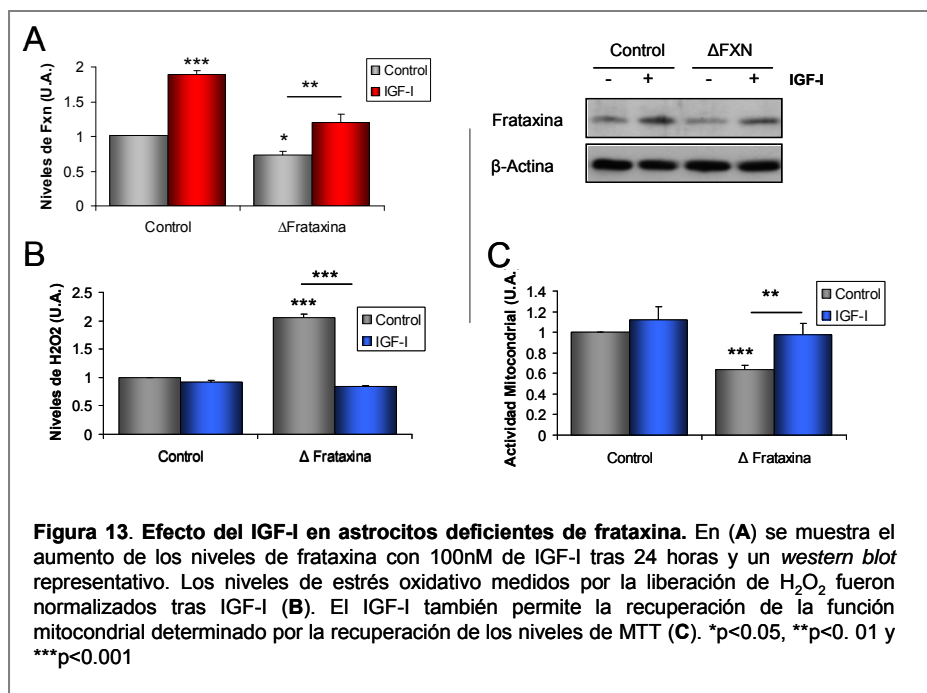 A
Niveles de Fxn (U.A.)
2
1.5
1
0.5
0
***
*
**
Control
IGF-I
Control
ΔFrataxina
Control ΔFXN
- + - + IGF-I
Frataxina
β-Actina
B
Niveles de H2O2 (U.A.)
2.5
2
1.5
1
0.5
0
***
***
Control
IGF-I
Control
Δ Frataxina
C
Actividad Mitocondrial (U.A.
1.4
1.2
1
0.8
0.6
0.4
0.2
0
**
***
Control
IGF-I
Control
Δ Frataxina
Figura 13. Efecto del IGF-I en astrocitos deficientes de frataxina. En (A) se muestra el
aumento de los niveles de frataxina con 100nM de IGF-I tras 24 horas y un western blot
representativo. Los niveles de estrés oxidativo medidos por la liberación de H₂O₂ fueron
normalizados tras IGF-I (B). El IGF-I también permite la recuperación de la función
mitocondrial determinado por la recuperación de los niveles de MTT (C). *p<0.05, **p<0. 01 y
***p<0.001